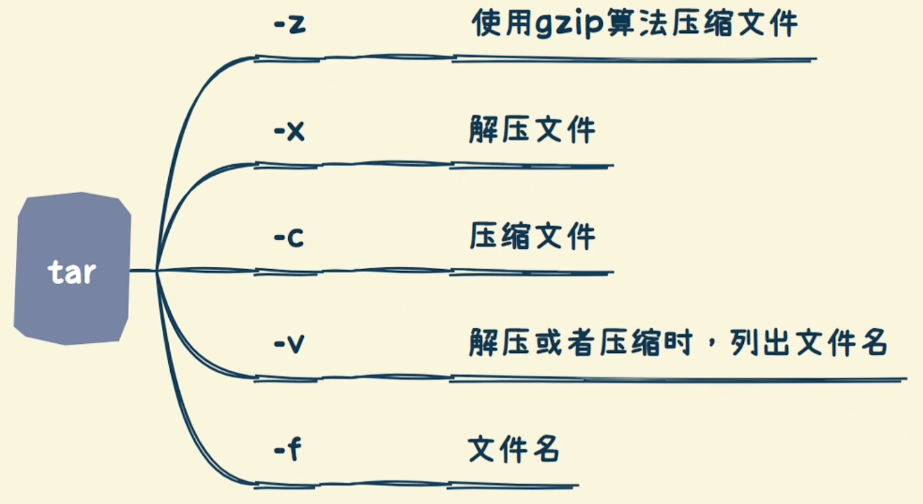 tar
-z 使用gzip算法压缩文件
-x 解压文件
-c 压缩文件
-v 解压或者压缩时，列出文件名
-f 文件名